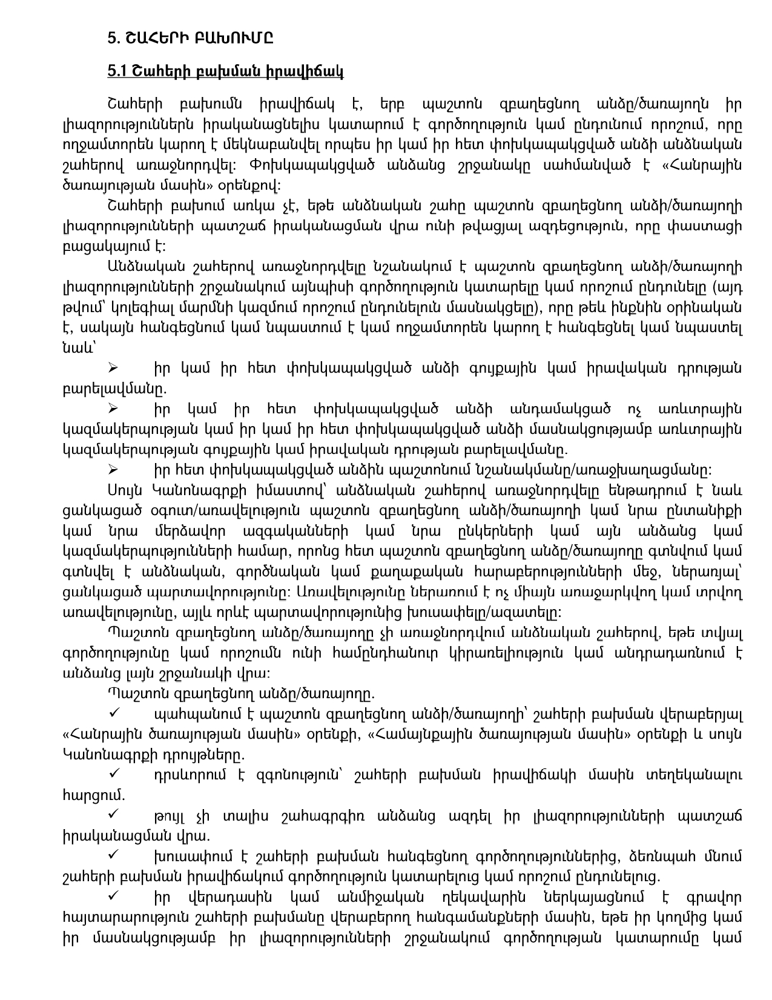 5. ՇԱՀԵՐԻ ԲԱԽՈՒՄԸ
5.1 Շահերի բախման իրավիճակ
Շահերի բախումն իրավիճակ է, երբ պաշտոն զբաղեցնող անձը/ծառայողն իր
լիազորություններն իրականացնելիս կատարում է գործողություն կամ ընդունում որոշում, որը
ողջամտորեն կարող է մեկնաբանվել որպես իր կամ իր հետ փոխկապակցված անձի անձնական
շահերով առաջնորդվել: Փոխկապակցված անձանց շրջանակը սահմանված է «Հանրային
ծառայության մասին» օրենքով:
Շահերի բախում առկա չէ, եթե անձնական շահը պաշտոն զբաղեցնող անձի/ծառայողի
լիազորությունների պատշաճ իրականացման վրա ունի թվացյալ ազդեցություն, որը փաստացի
բացակայում է:
Անձնական շահերով առաջնորդվելը նշանակում է պաշտոն զբաղեցնող անձի/ծառայողի
լիազորությունների շրջանակում այնպիսի գործողություն կատարելը կամ որոշում ընդունելը (այդ
թվում՝ կոլեգիալ մարմնի կազմում որոշում ընդունելուն մասնակցելը), որը թեև ինքնին օրինական
է, սակայն հանգեցնում կամ նպաստում է կամ ողջամտորեն կարող է հանգեցնել կամ նպաստել
նաև՝
➢ իր կամ իր հետ փոխկապակցված անձի գույքային կամ իրավական դրության
բարելավմանը.
➢ իր կամ իր հետ փոխկապակցված անձի անդամակցած ոչ առևտրային
կազմակերպության կամ իր կամ իր հետ փոխկապակցված անձի մասնակցությամբ առևտրային
կազմակերպության գույքային կամ իրավական դրության բարելավմանը.
➢ իր հետ փոխկապակցված անձին պաշտոնում նշանակմանը/առաջխաղացմանը:
Սույն Կանոնագրքի իմաստով՝ անձնական շահերով առաջնորդվելը ենթադրում է նաև
ցանկացած օգուտ/առավելություն պաշտոն զբաղեցնող անձի/ծառայողի կամ նրա ընտանիքի
կամ նրա մերձավոր ազգականների կամ նրա ընկերների կամ այն անձանց կամ
կազմակերպությունների համար, որոնց հետ պաշտոն զբաղեցնող անձը/ծառայողը գտնվում կամ
գտնվել է անձնական, գործնական կամ քաղաքական հարաբերությունների մեջ, ներառյալ՝
ցանկացած պարտավորությունը: Առավելությունը ներառում է ոչ միայն առաջարկվող կամ տրվող
առավելությունը, այլև որևէ պարտավորությունից խուսափելը/ազատելը:
Պաշտոն զբաղեցնող անձը/ծառայողը չի առաջնորդվում անձնական շահերով, եթե տվյալ
գործողությունը կամ որոշումն ունի համընդհանուր կիրառելիություն կամ անդրադառնում է
անձանց լայն շրջանակի վրա:
Պաշտոն զբաղեցնող անձը/ծառայողը.
✓ պահպանում է պաշտոն զբաղեցնող անձի/ծառայողի՝ շահերի բախման վերաբերյալ
«Հանրային ծառայության մասին» օրենքի, «Համայնքային ծառայության մասին» օրենքի և սույն
Կանոնագրքի դրույթները.
✓ դրսևորում է զգոնություն՝ շահերի բախման իրավիճակի մասին տեղեկանալու
հարցում.
✓ թույլ չի տալիս շահագրգիռ անձանց ազդել իր լիազորությունների պատշաճ
իրականացման վրա.
✓ խուսափում է շահերի բախման հանգեցնող գործողություններից, ձեռնպահ մնում
շահերի բախման իրավիճակում գործողություն կատարելուց կամ որոշում ընդունելուց.
✓ իր վերադասին կամ անմիջական ղեկավարին ներկայացնում է գրավոր
հայտարարություն շահերի բախմանը վերաբերող հանգամանքների մասին, եթե իր կողմից կամ
իր մասնակցությամբ իր լիազորությունների շրջանակում գործողության կատարումը կամ